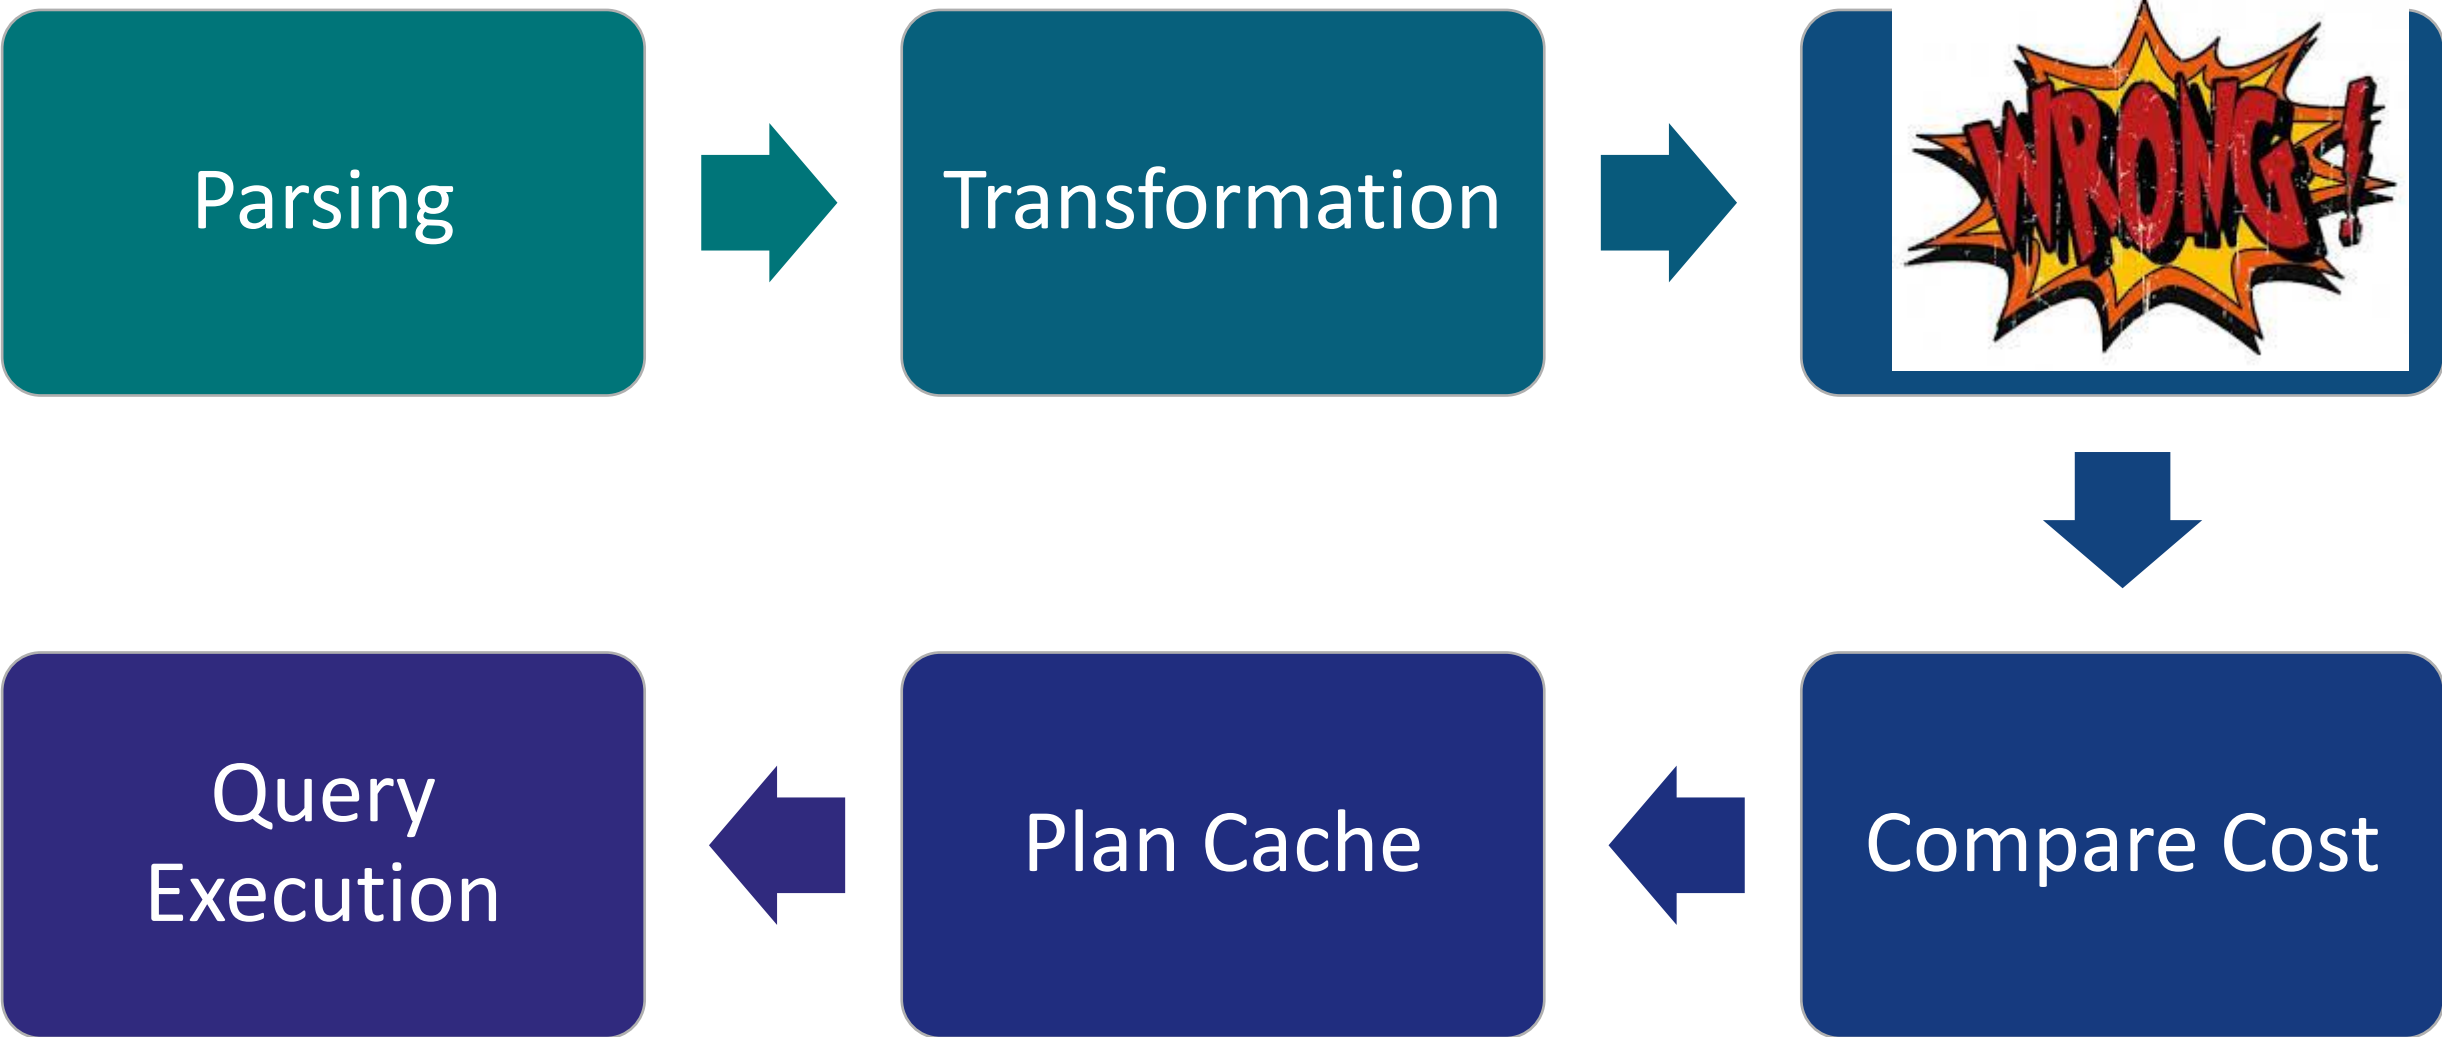 Parsing
Transformation
WRONG!
Compare Cost
Plan Cache
Query
Execution